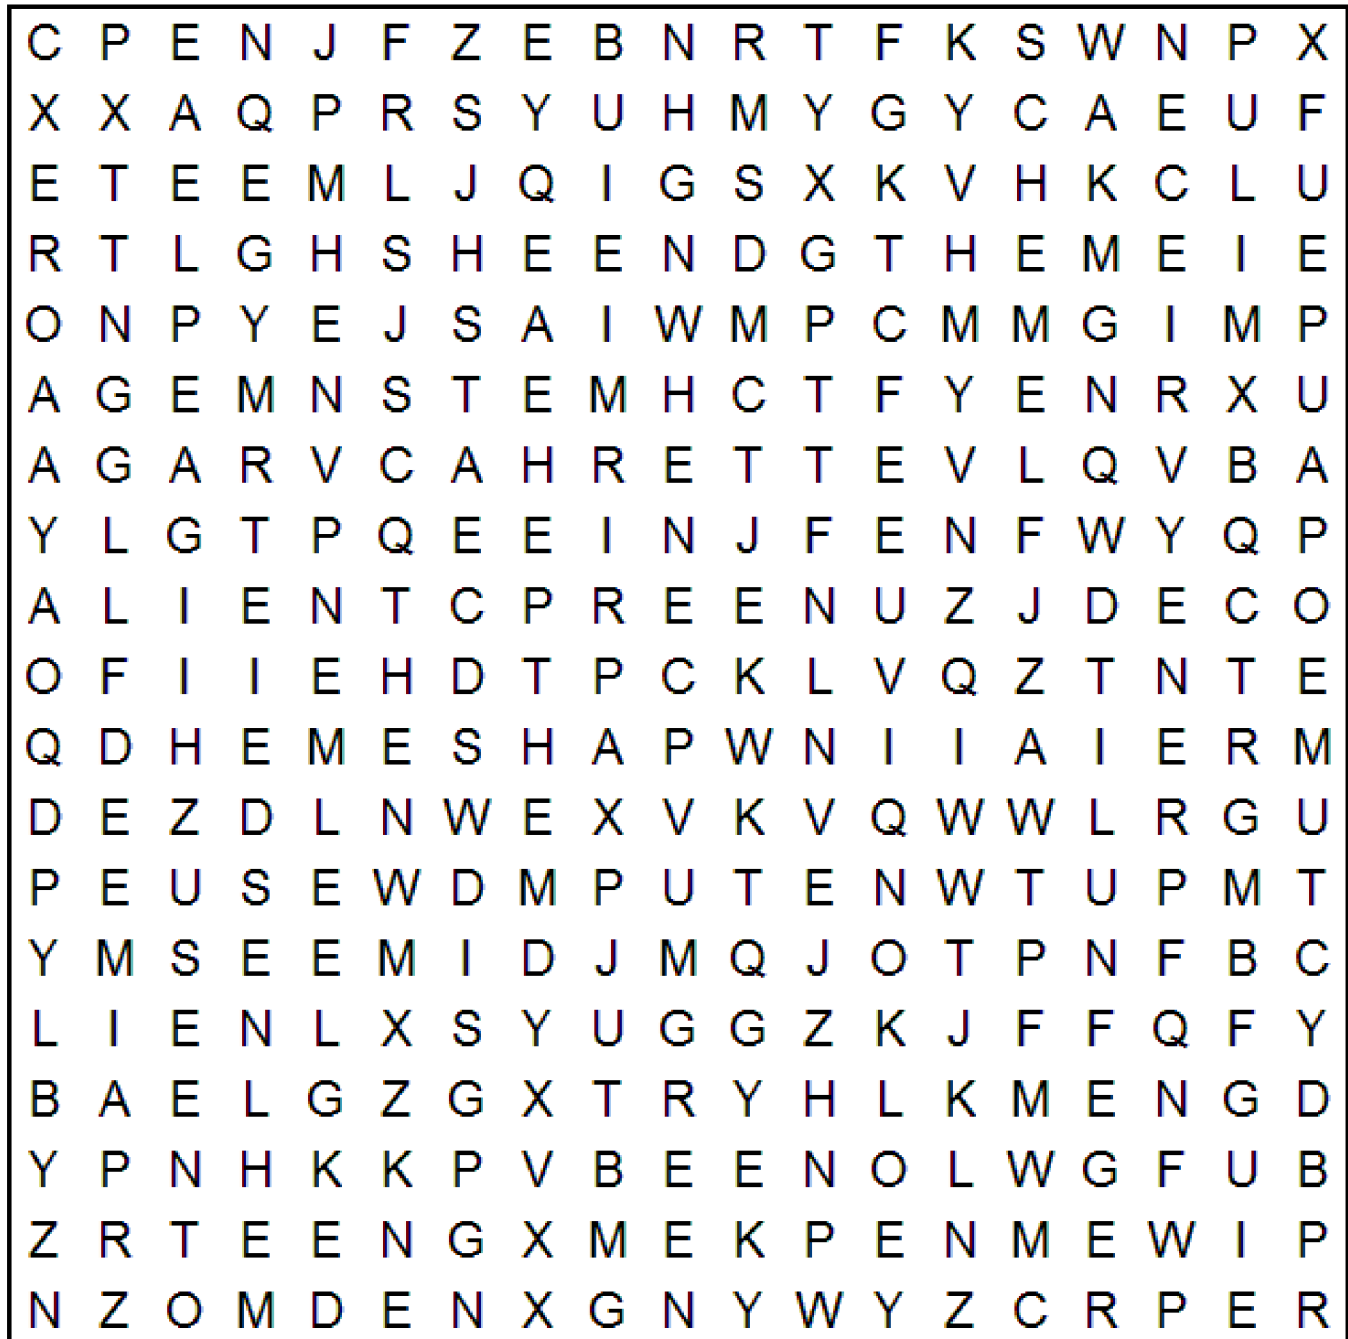 C P E N J F Z E B N R T F K S W N P X
X X A Q P R S Y U H M Y G Y C A E U F
E T E E M L J Q I G S X K V H K C L U
R T L G H S H E E N D G T H E M E I E
O N P Y E J S A I W M P C M M G I M P
A G E M N S T E M H C T F Y E N R X U
A G A R V C A H R E T T E V L Q V B A
Y L G T P Q E E I N J F E N F W Y Q P
A L I E N T C P R E E N U Z J D E C O
O F I I E H D T P C K L V Q Z T N T E
Q D H E M E S H A P W N I I A I E R M
D E Z D L N W E X V K V Q W W L R G U
P E U S E W D M P U T E N W T U P M T
Y M S E E M I D J M Q J O T P N F B C
L I E N L X S Y U G G Z K J F F Q F Y
B A E L G Z G X T R Y H L K M E N G D
Y P N H K K P V B E E N O L W G F U B
Z R T E E N G X M E K P E N M E W I P
N Z O M D E N X G N Y W Y Z C R P E R